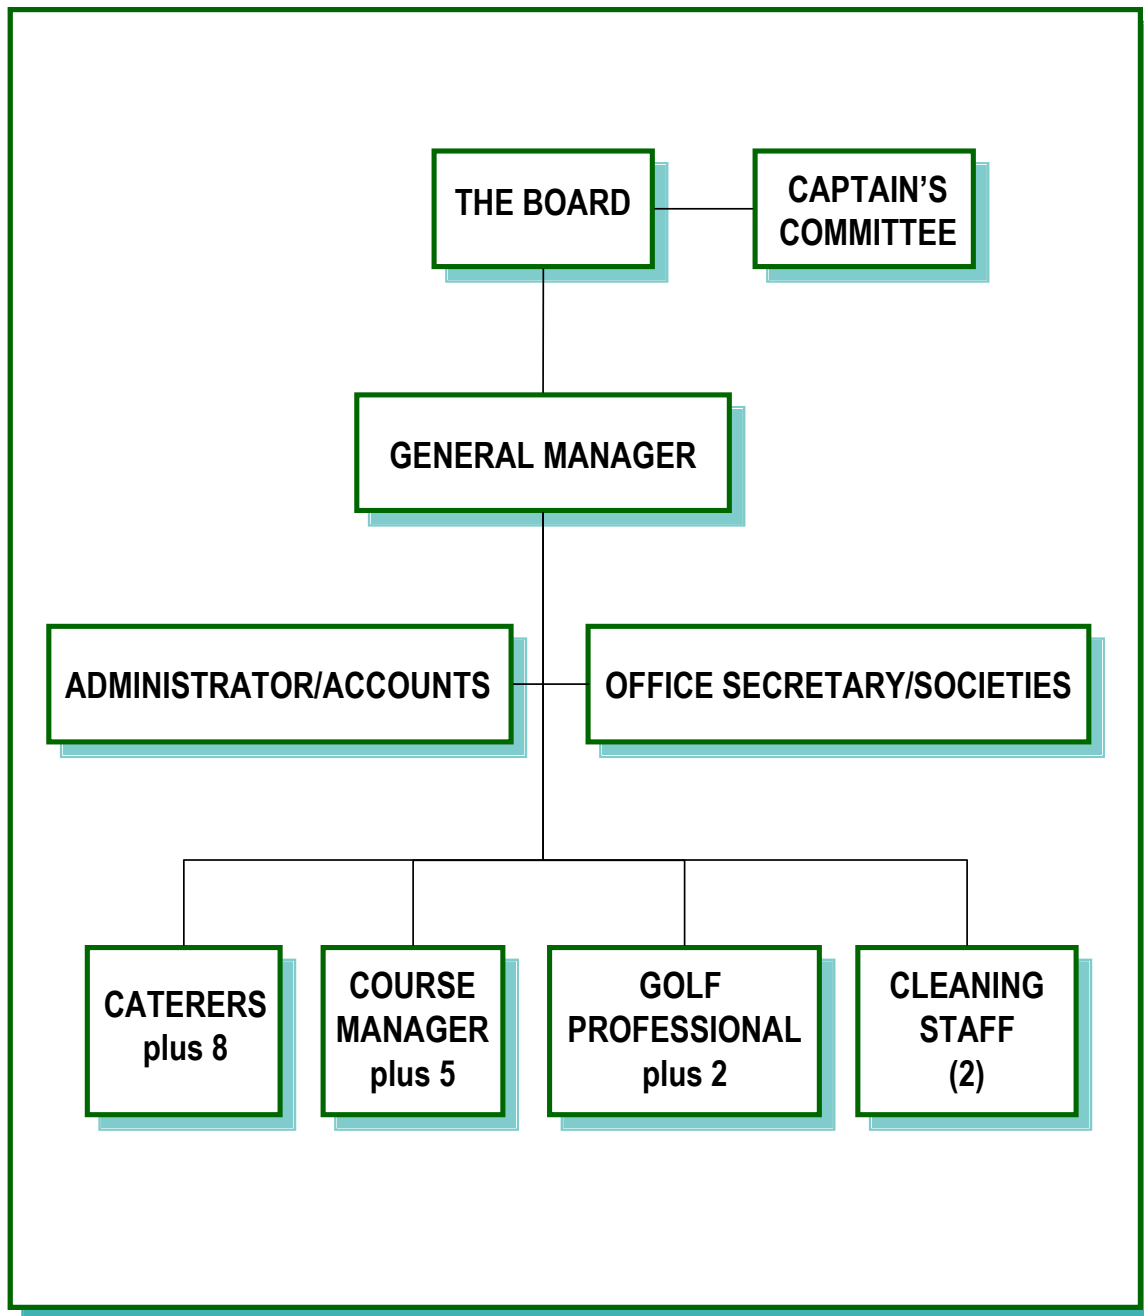 THE BOARD
CAPTAIN’S
COMMITTEE
GENERAL MANAGER
ADMINISTRATOR/ACCOUNTS
OFFICE SECRETARY/SOCIETIES
CATERERS
plus 8
COURSE
MANAGER
plus 5
GOLF
PROFESSIONAL
plus 2
CLEANING
STAFF
(2)